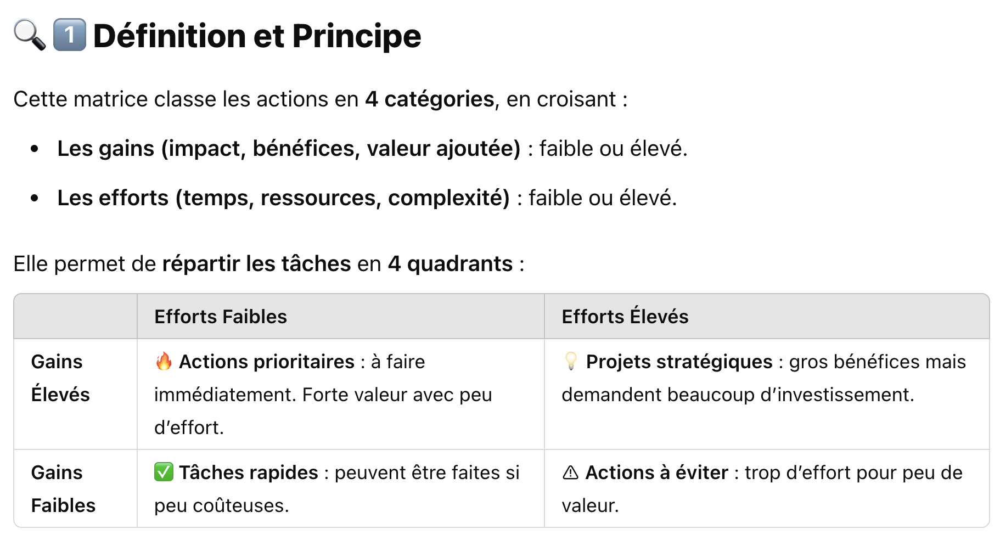 🔍 1️⃣ Définition et Principe
Cette matrice classe les actions en 4 catégories, en croisant :
• Les gains (impact, bénéfices, valeur ajoutée) : faible ou élevé.
• Les efforts (temps, ressources, complexité) : faible ou élevé.
Elle permet de répartir les tâches en 4 quadrants :
Efforts Faibles
Efforts Élevés
Gains
Élevés
🔥 Actions prioritaires : à faire
immédiatement. Forte valeur avec peu
d’effort.
💡 Projets stratégiques : gros bénéfices mais
demandent beaucoup d’investissement.
Gains
Faibles
✅ Tâches rapides : peuvent être faites si
peu coûteuses.
⚠ Actions à éviter : trop d’effort pour peu de
valeur.